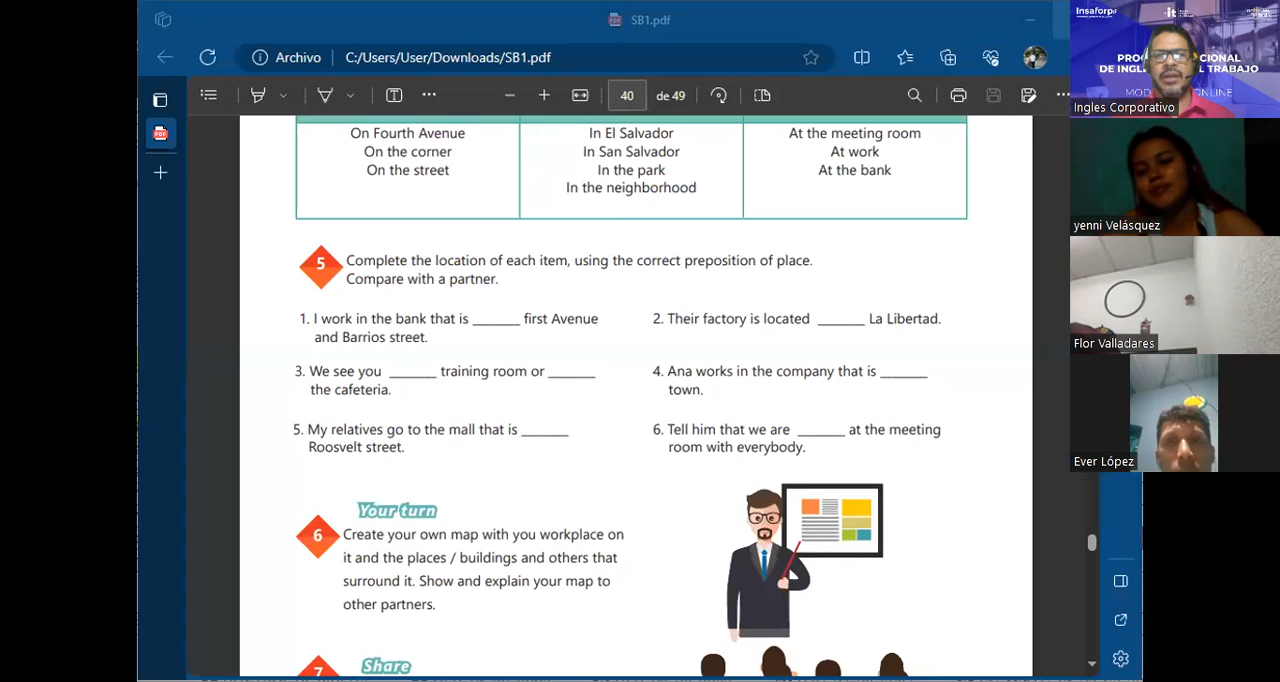 SB1.pdf
Archivo
C:/Users/User/Downloads/SB1.pdf
40
de 49
On Fourth Avenue
On the corner
On the street
In El Salvador
In San Salvador
In the park
In the neighborhood
At the meeting room
At work
At the bank
5
Complete the location of each item, using the correct preposition of place.
Compare with a partner.
1. I work in the bank that is _______ first Avenue
and Barrios street.
2. Their factory is located _______ La Libertad.
3. We see you _______ training room or _______
the cafeteria.
4. Ana works in the company that is _______
town.
5. My relatives go to the mall that is _______
Roosvelt street.
6. Tell him that we are _______ at the meeting
room with everybody.
6
Your turn
Create your own map with you workplace on
it and the places / buildings and others that
surround it. Show and explain your map to
other partners.
7
Share
Insaforp
.it
Ingles Corporativo
yenni Velásquez
Flor Valladares
Ever López